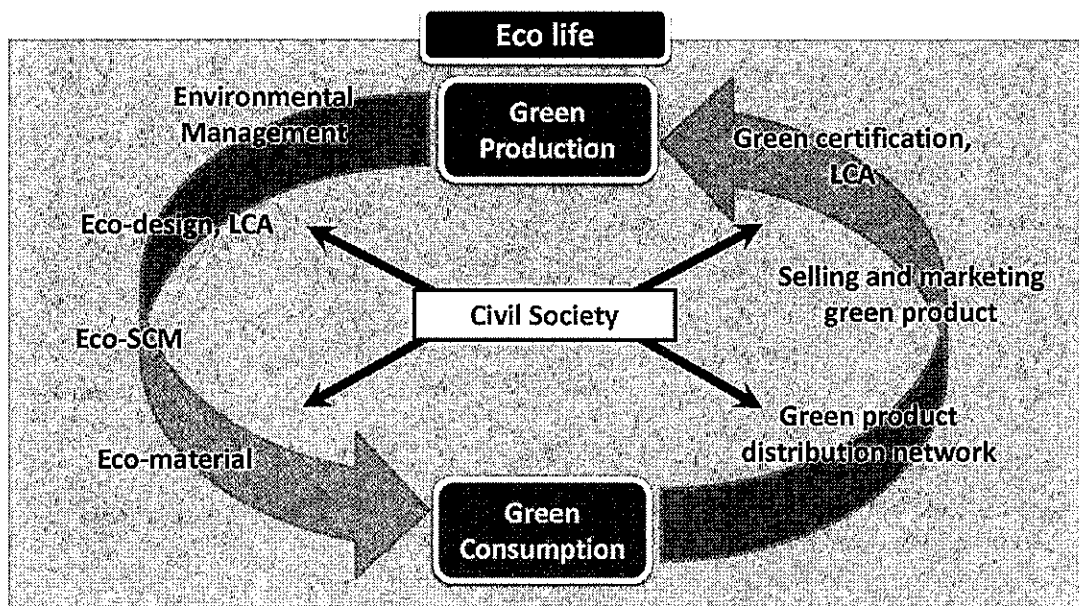 Eco life
Environmental
Management
Green
Production
Green certification,
LCA
Eco-design, LCA
Selling and marketing
green product
Civil Society
Eco-SCM
Green product
distribution network
Eco-material
Green
Consumption